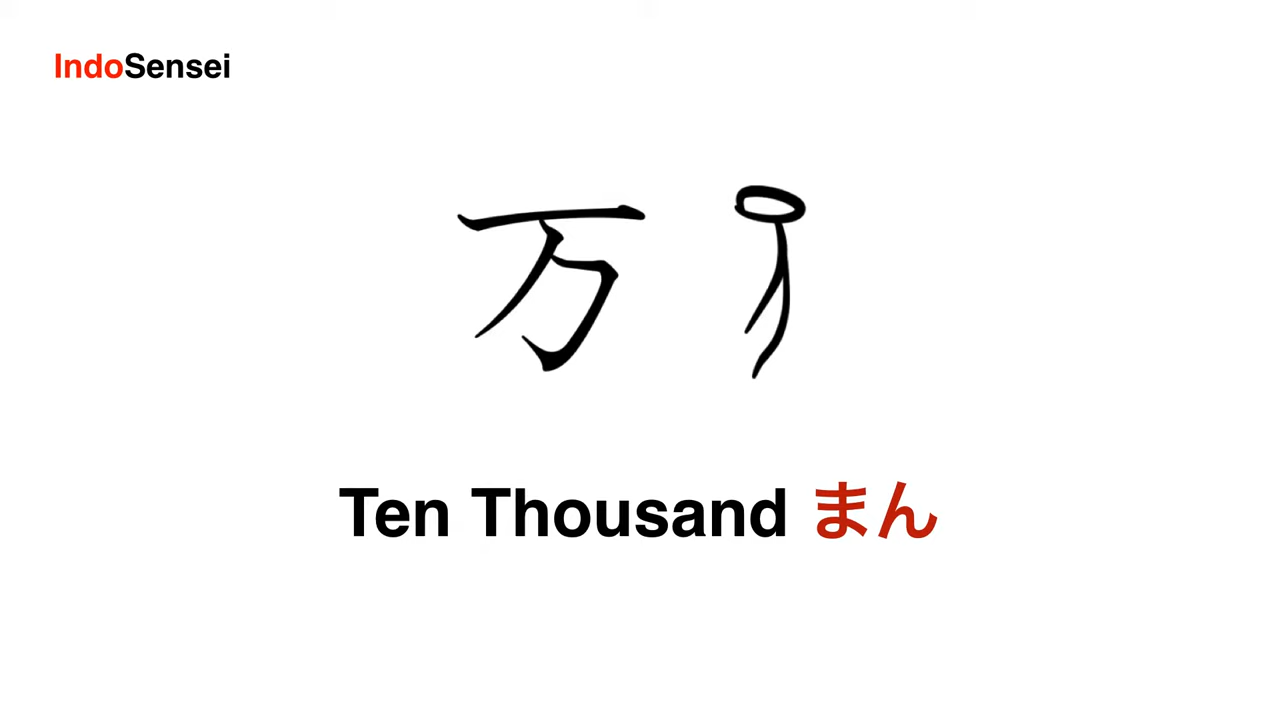 IndoSensei
万
Ten Thousand まん